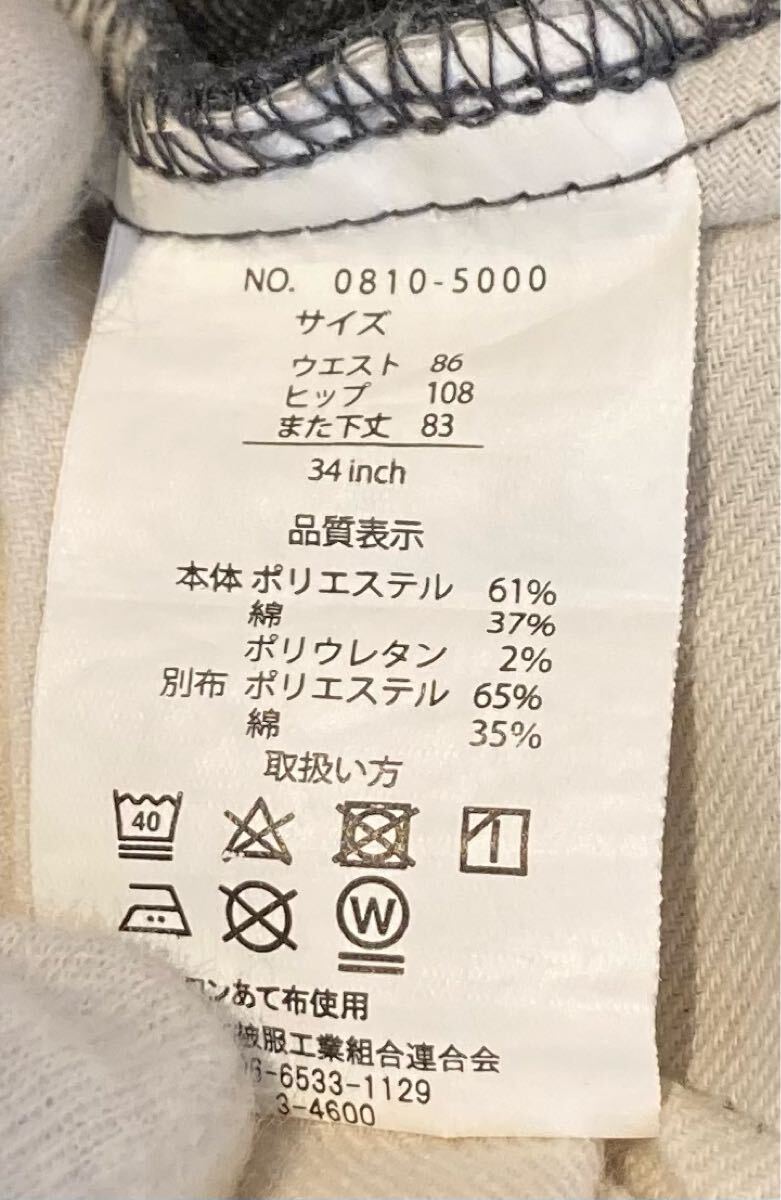 NO. 0810-5000
サイズ
ウエスト 86
ヒップ 108
また下丈 83
34 inch
品質表示
本体 ポリエステル 61%
綿 37%
ポリウレタン 2%
別布 ポリエステル 65%
綿 35%
取扱い方
40
W
ンあて布使用
被服工業組合連合会
6-6533-1129
3-4600